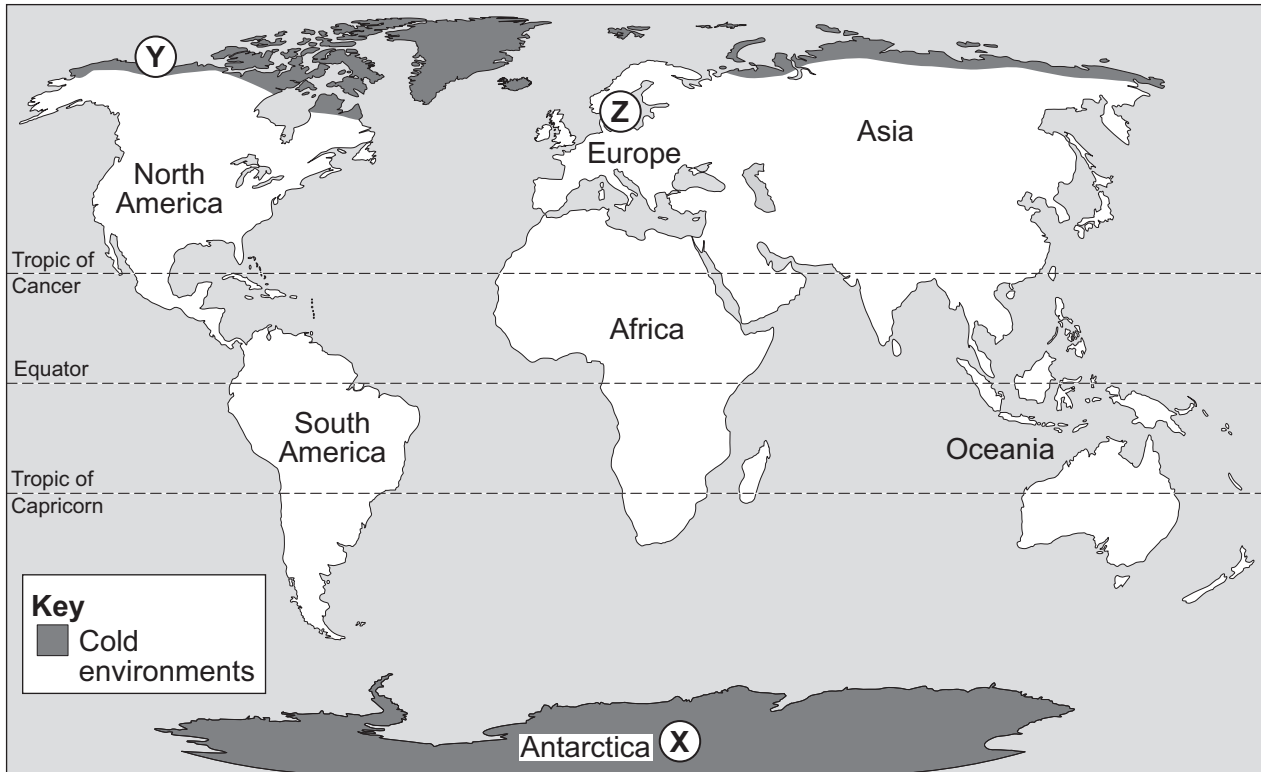 Y
Z
Asia
Europe
North
America
Tropic of
Cancer
Africa
Equator
South
America
Oceania
Tropic of
Capricorn
Key
Cold
environments
Antarctica X